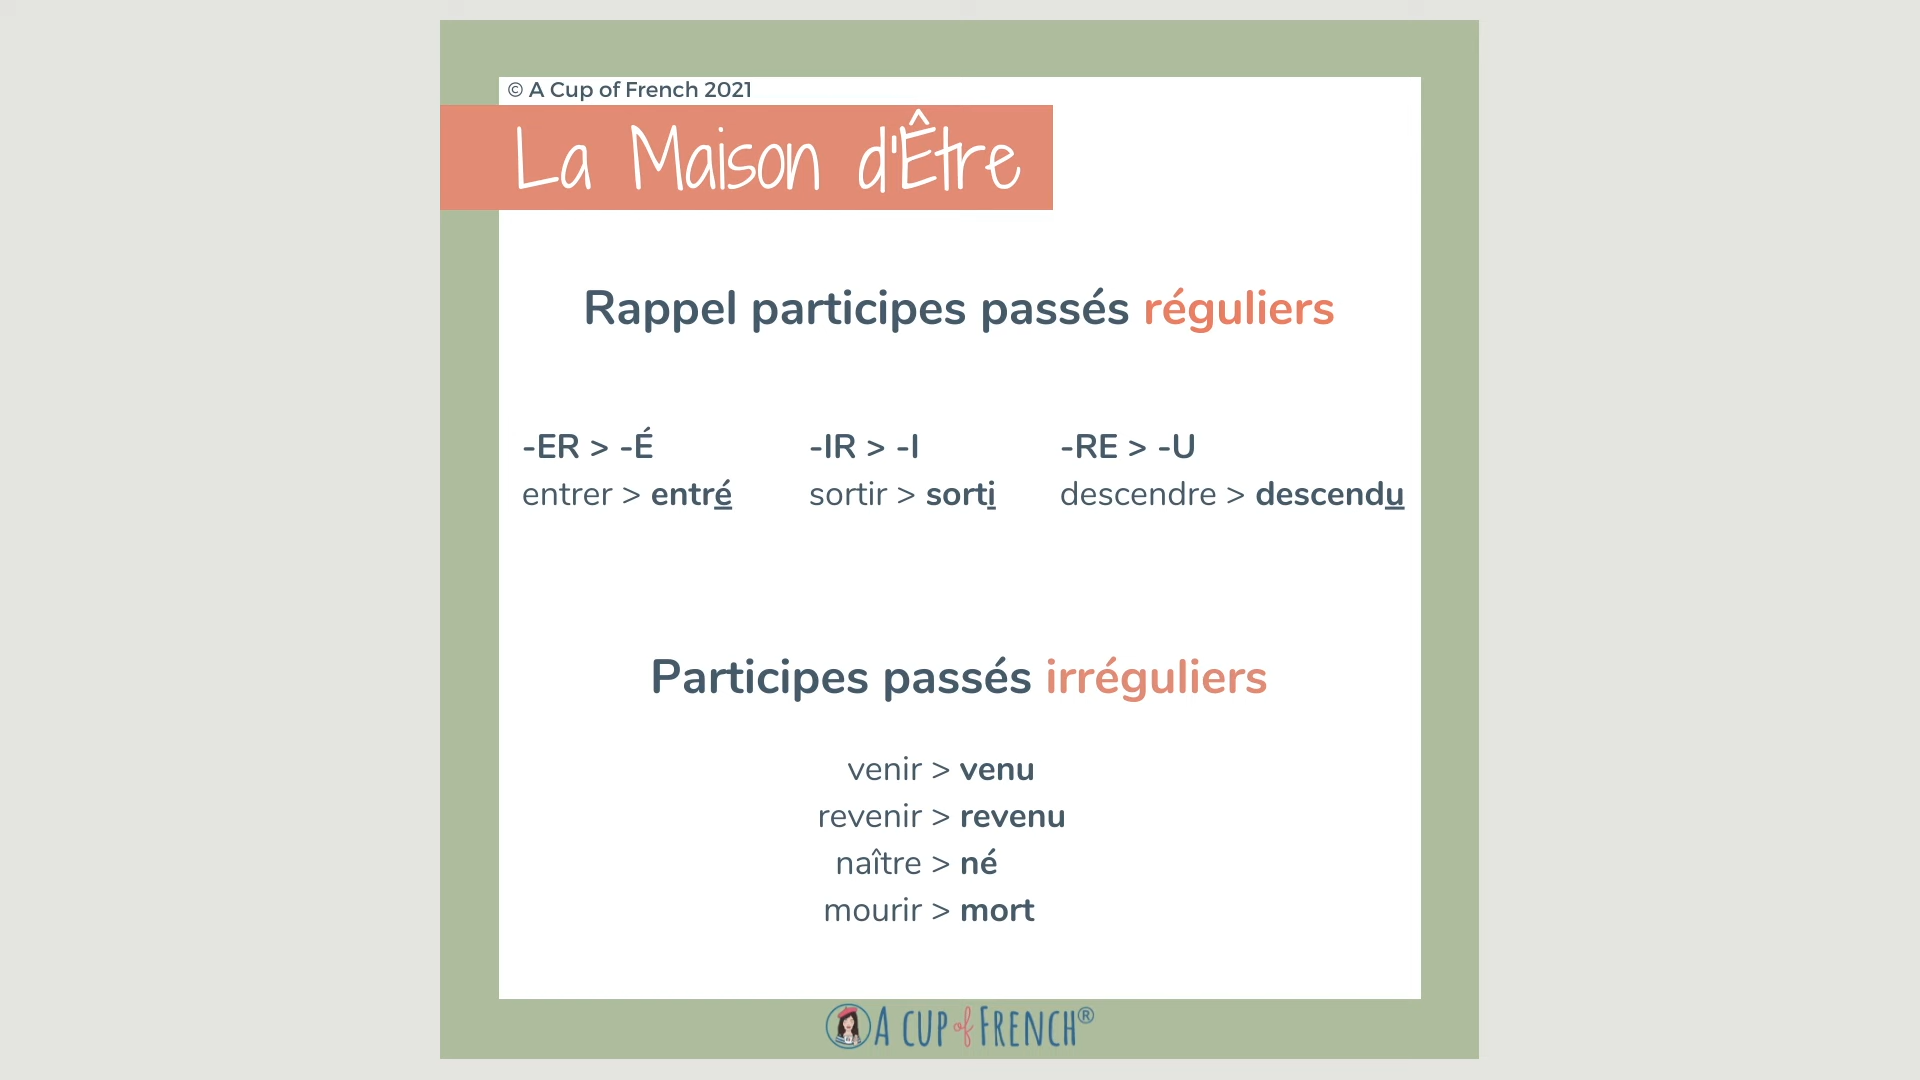 © A Cup of French 2021
La Maison d'Être
Rappel participes passés réguliers
-ER > -É
entrer > entré
-IR > -I
sortir > sorti
-RE > -U
descendre > descendu
Participes passés irréguliers
venir > venu
revenir > revenu
naître > né
mourir > mort
A CUP of FRENCH®